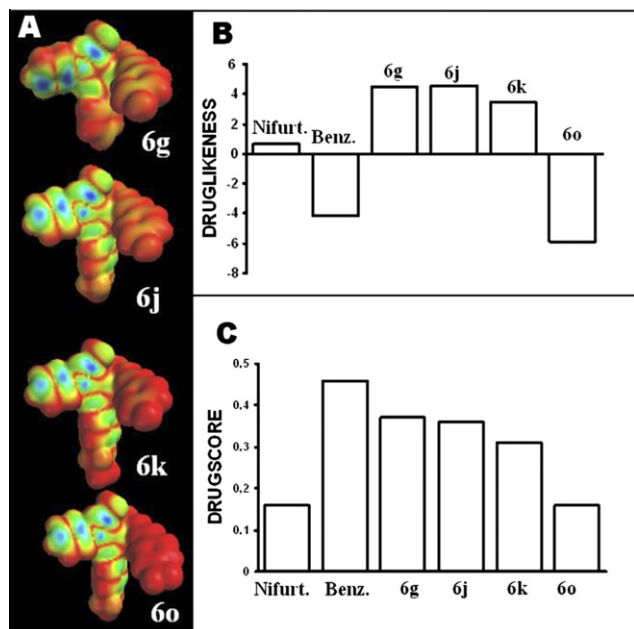 A
6g
6j
6k
6o
B
DRUGLIKENESS
6
4
2
0
-2
-4
-6
-8
Nifurt.
Benz.
6g
6j
6k
6o
C
DRUGSCORE
0.5
0.4
0.3
0.2
0.1
0
Nifurt. Benz. 6g 6j 6k 6o